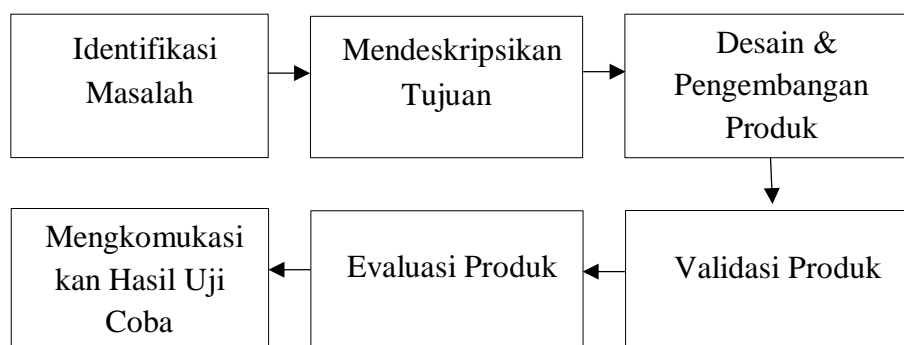 Identifikasi
Masalah
Mendeskripsikan
Tujuan
Desain &
Pengembangan
Produk
Validasi Produk
Evaluasi Produk
Mengkomukasi
kan Hasil Uji
Coba